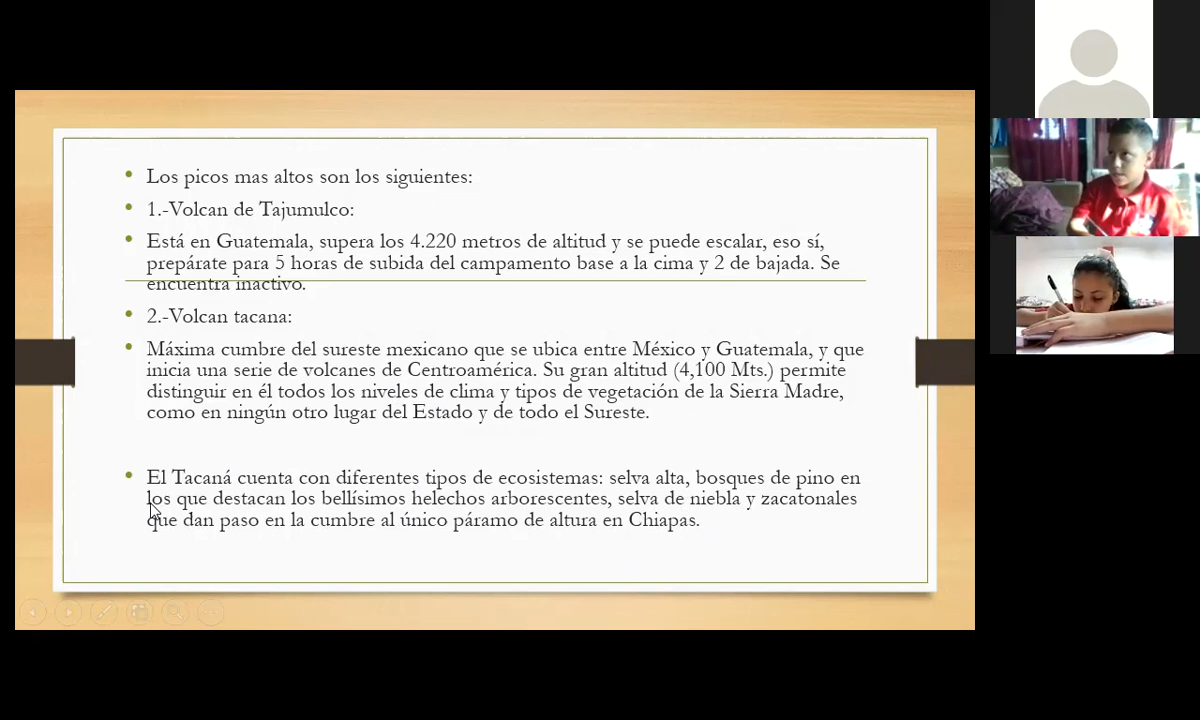 Los picos mas altos son los siguientes:
1.-Volcan de Tajumulco:
Está en Guatemala, supera los 4.220 metros de altitud y se puede escalar, eso sí,
prepárate para 5 horas de subida del campamento base a la cima y 2 de bajada. Se
encuentra inactivo.
2.-Volcan tacana:
Máxima cumbre del sureste mexicano que se ubica entre México y Guatemala, y que
inicia una serie de volcanes de Centroamérica. Su gran altitud (4,100 Mts.) permite
distinguir en él todos los niveles de clima y tipos de vegetación de la Sierra Madre,
como en ningún otro lugar del Estado y de todo el Sureste.
El Tacaná cuenta con diferentes tipos de ecosistemas: selva alta, bosques de pino en
los que destacan los bellísimos helechos arborescentes, selva de niebla y zacatonales
que dan paso en la cumbre al único páramo de altura en Chiapas.